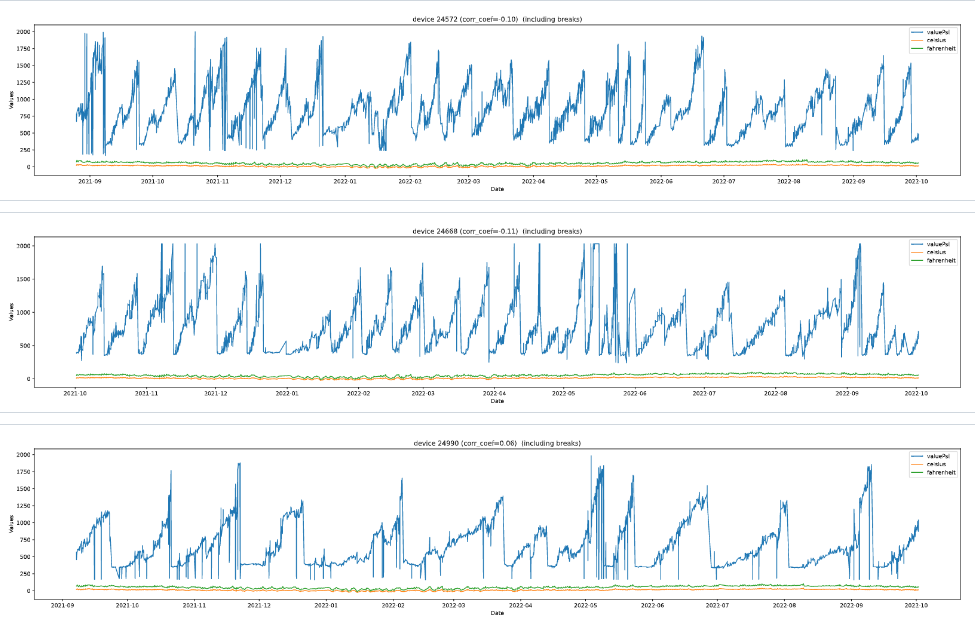 device 24572 (corr_coef=-0.10)  (including breaks)
valuePsI
celsius
fahrenheit
2000
1750
1500
1250
1000
750
500
250
0
Values
2021-09 2021-10 2021-11 2021-12 2022-01 2022-02 2022-03 2022-04 2022-05 2022-06 2022-07 2022-08 2022-09 2022-10
Date
device 24668 (corr_coef=-0.11)  (including breaks)
valuePsI
celsius
fahrenheit
2000
1500
1000
500
0
Values
2021-10 2021-11 2021-12 2022-01 2022-02 2022-03 2022-04 2022-05 2022-06 2022-07 2022-08 2022-09 2022-10
Date
device 24990 (corr_coef=0.06)  (including breaks)
valuePsI
celsius
fahrenheit
2000
1750
1500
1250
1000
750
500
250
0
Values
2021-09 2021-10 2021-11 2021-12 2022-01 2022-02 2022-03 2022-04 2022-05 2022-06 2022-07 2022-08 2022-09 2022-10
Date